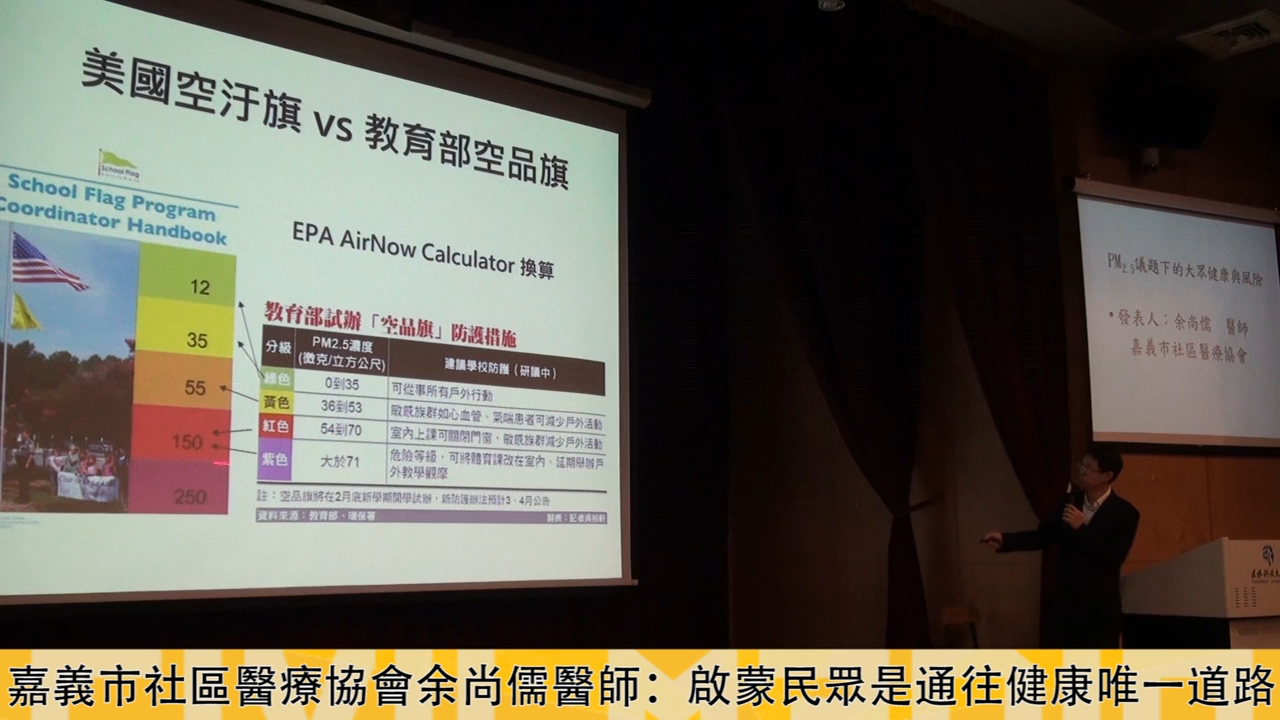 美國空汙旗 vs 教育部空品旗
School Flag
School Flag Program
Coordinator Handbook
12
35
55
150
250
EPA AirNow Calculator 換算
教育部試辦「空品旗」防護措施
分級 PM2.5濃度(微克/立方公尺) 建議學校防護（研議中）
綠色 0到35 可從事所有戶外行動
黃色 36到53 敏感族群如心血管、氣喘患者可減少戶外活動
紅色 54到70 室內上課可關閉門窗，敏感族群減少戶外活動
紫色 大於71 危險等級，可將體育課改在室內、延期舉辦戶
外教學觀摩
註：空品旗將在2月底新學期開學試辦，新防護辦法預計3、4月公告
資料來源：教育部、環保署
PM2.5議題下的大眾健康與風險
•發表人：余尚儒 醫師
嘉義市社區醫療協會
嘉義市社區醫療協會余尚儒醫師：啟蒙民眾是通往健康唯一道路